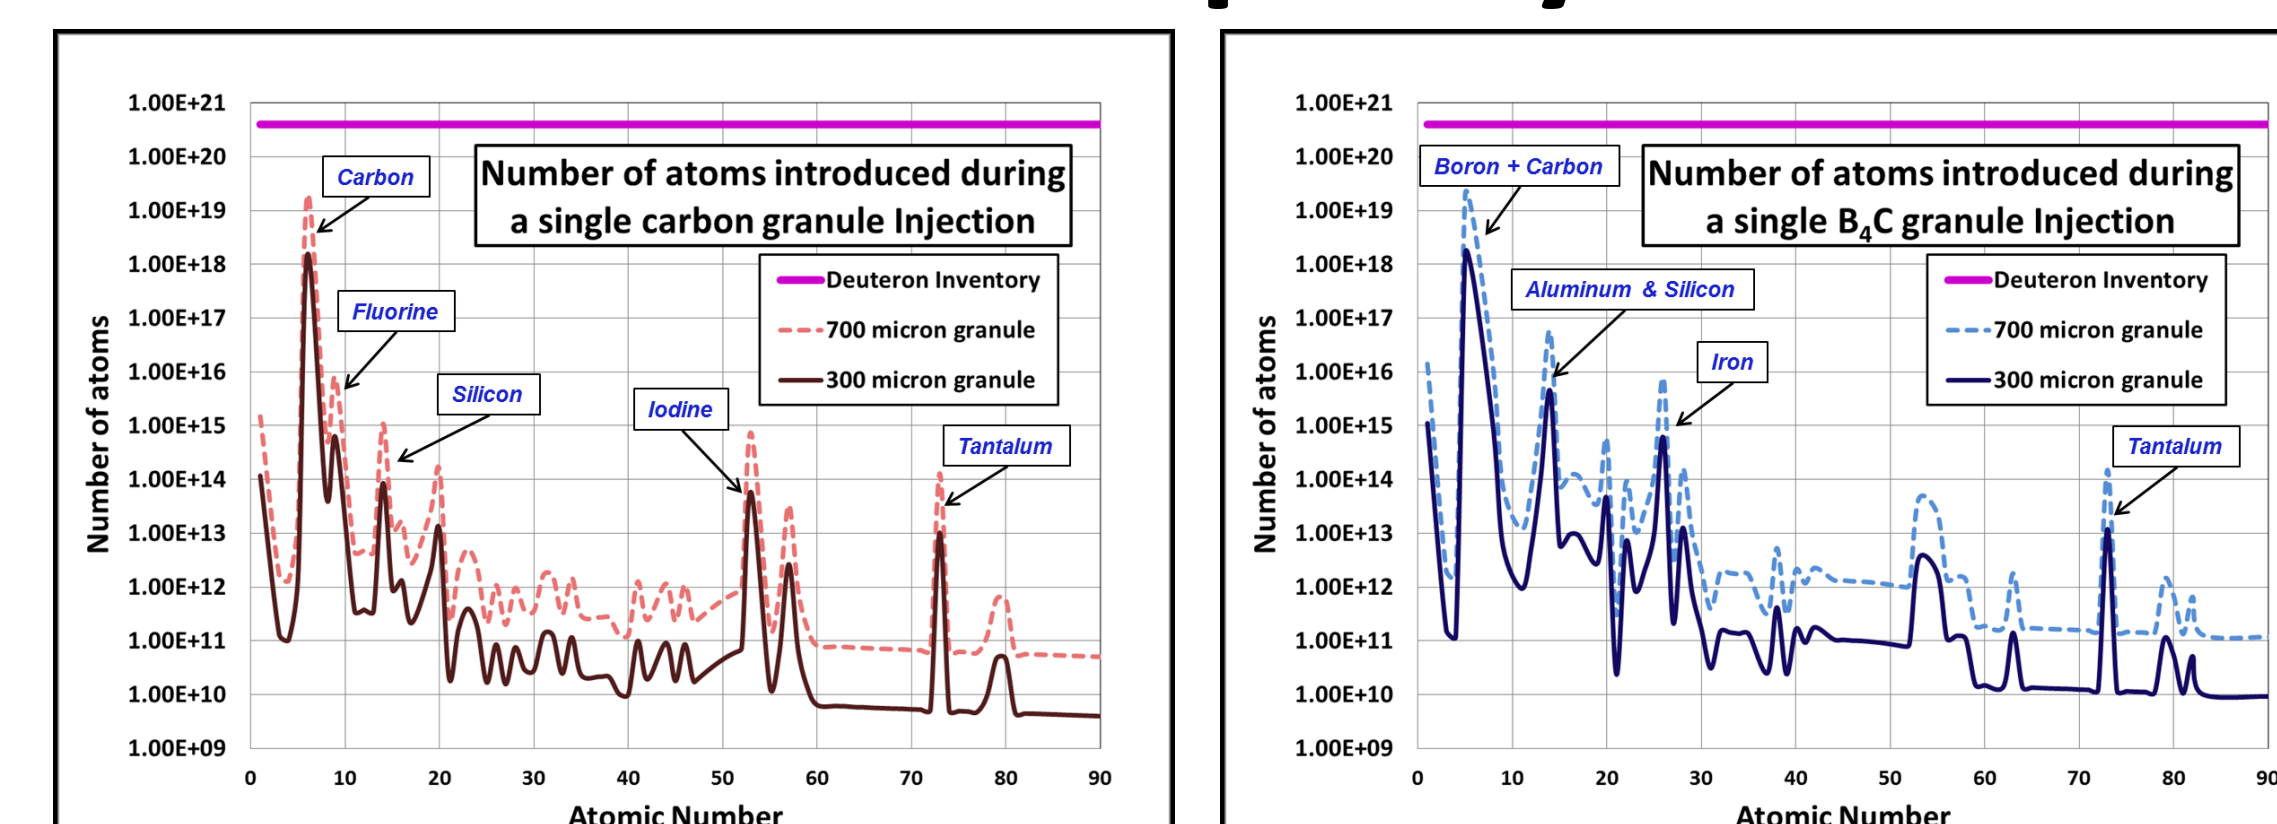 1.00E+21
1.00E+20
1.00E+19
1.00E+18
1.00E+17
1.00E+16
1.00E+15
1.00E+14
1.00E+13
1.00E+12
1.00E+11
1.00E+10
1.00E+09
Number of atoms
0 10 20 30 40 50 60 70 80 90
Atomic Number
Number of atoms introduced during
a single carbon granule Injection
Deuteron Inventory
700 micron granule
300 micron granule
Carbon
Fluorine
Silicon
Iodine
Tantalum
1.00E+21
1.00E+20
1.00E+19
1.00E+18
1.00E+17
1.00E+16
1.00E+15
1.00E+14
1.00E+13
1.00E+12
1.00E+11
1.00E+10
1.00E+09
Number of atoms
0 10 20 30 40 50 60 70 80 90
Atomic Number
Number of atoms introduced during
a single B₄C granule Injection
Deuteron Inventory
700 micron granule
300 micron granule
Boron + Carbon
Aluminum & Silicon
Iron
Tantalum